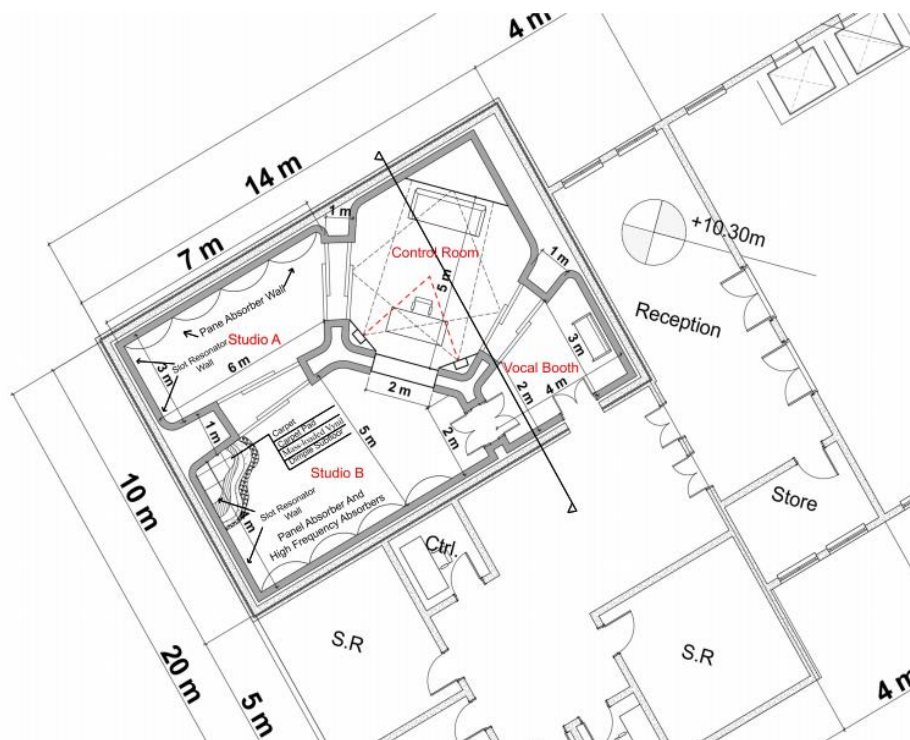 4 m
14 m
7 m
1 m
+10.30m
Control Room
5 m
1 m
Reception
Pane Absorber Wall
Studio A
Slot Resonator
Wall
3 m
6 m
3 m
Vocal Booth
2 m
4 m
2 m
1 m
Carpet
Carpet Pad
Mass-loaded Vynil
Dimple Subfloor
5 m
2 m
Studio B
10 m
Slot Resonator
Wall
Panel Absorber And
High Frequency Absorbers
m
Store
Ctrl.
S.R
S.R
20 m
5 m
4 m